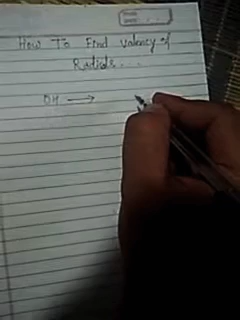 How To Find Valency of
Radicals...
OH →